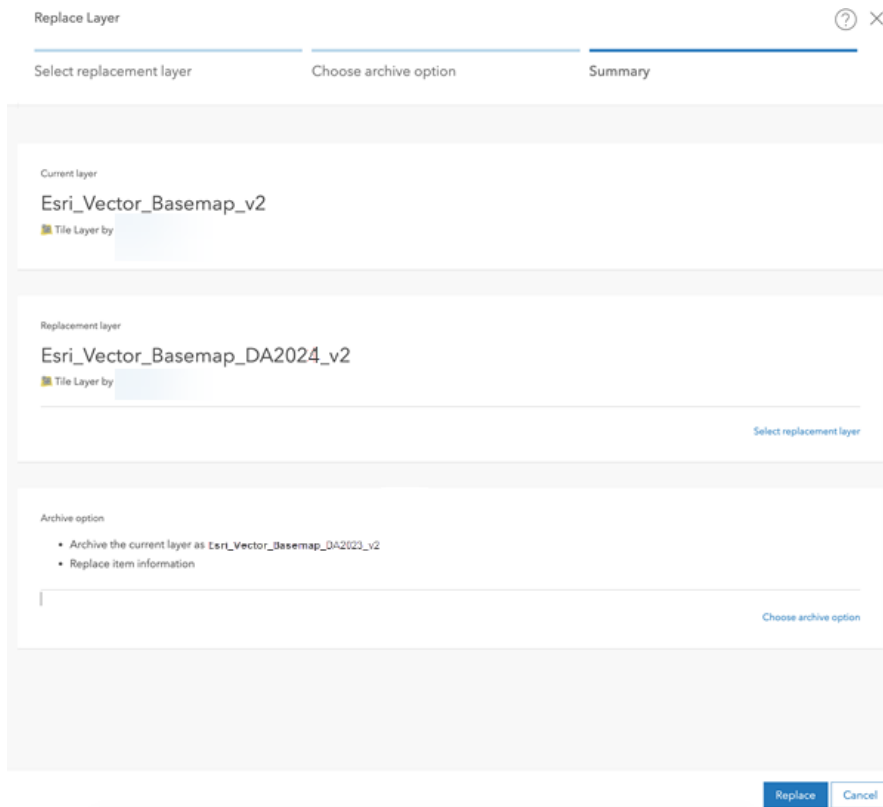 Replace Layer
Select replacement layer
Choose archive option
Summary
Current layer
Esri_Vector_Basemap_v2
Tile Layer by
Replacement layer
Esri_Vector_Basemap_DA2024_v2
Tile Layer by
Select replacement layer
Archive option
• Archive the current layer as Esri_Vector_Basemap_DA2023_v2
• Replace item information
Choose archive option
Replace
Cancel